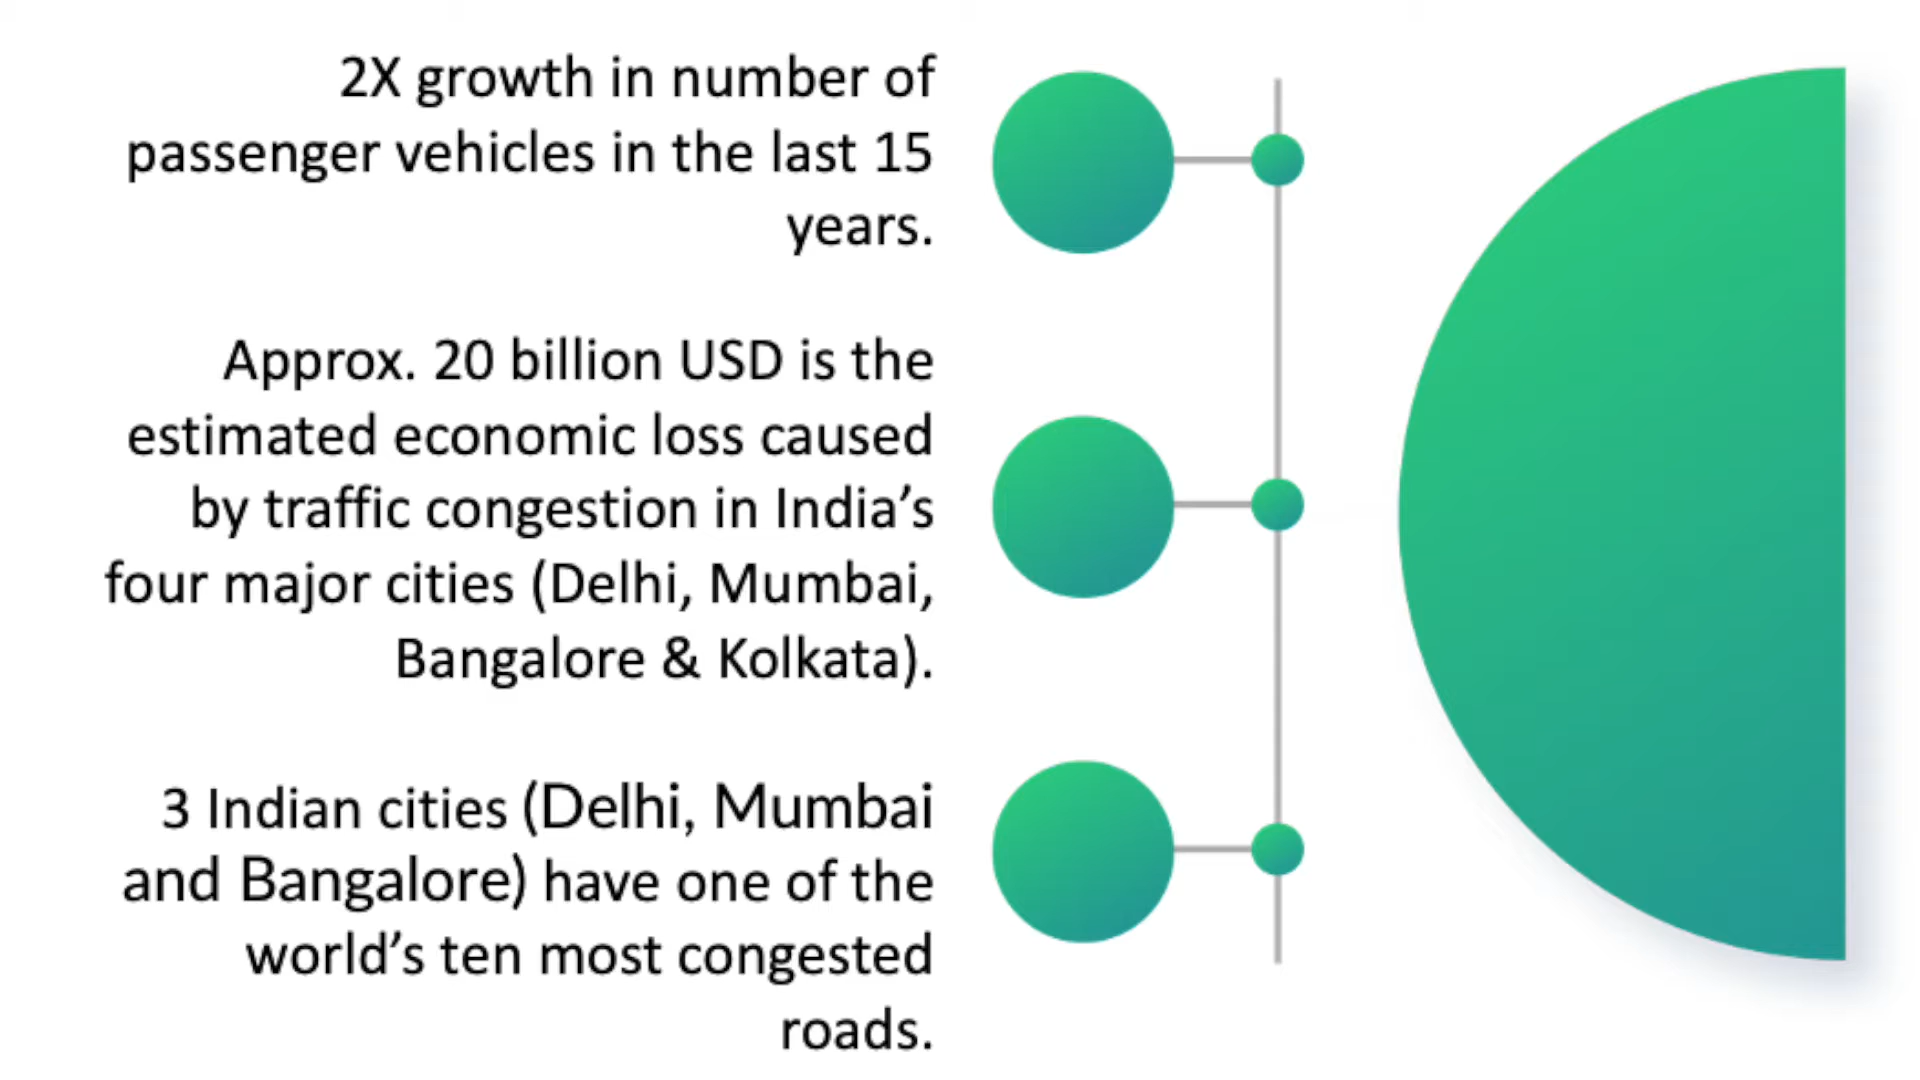 2X growth in number of
passenger vehicles in the last 15
years.
Approx. 20 billion USD is the
estimated economic loss caused
by traffic congestion in India’s
four major cities (Delhi, Mumbai,
Bangalore & Kolkata).
3 Indian cities (Delhi, Mumbai
and Bangalore) have one of the
world’s ten most congested
roads.